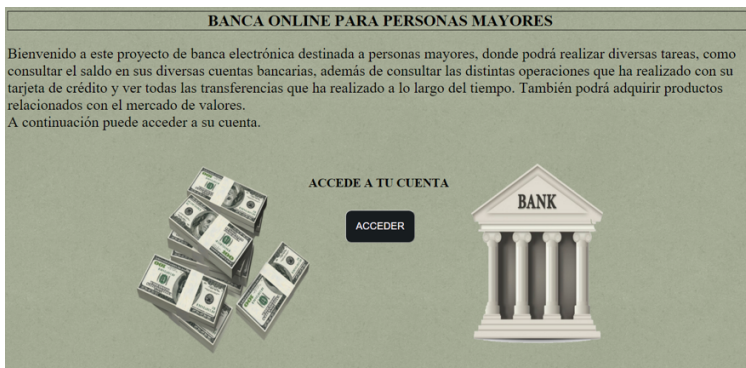 BANCA ONLINE PARA PERSONAS MAYORES
Bienvenido a este proyecto de banca electrónica destinada a personas mayores, donde podrá realizar diversas tareas, como
consultar el saldo en sus diversas cuentas bancarias, además de consultar las distintas operaciones que ha realizado con su
tarjeta de crédito y ver todas las transferencias que ha realizado a lo largo del tiempo. También podrá adquirir productos
relacionados con el mercado de valores.
A continuación puede acceder a su cuenta.
ACCEDE A TU CUENTA
ACCEDER
BANK